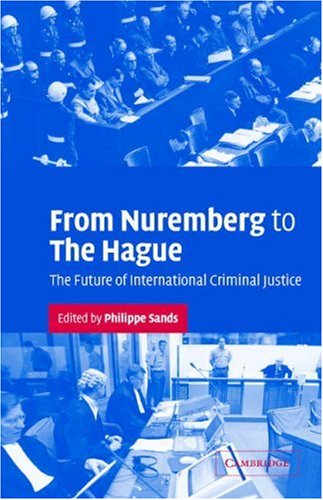 From Nuremberg to
The Hague
The Future of International Criminal Justice
Edited by Philippe Sands
CAMBRIDGE